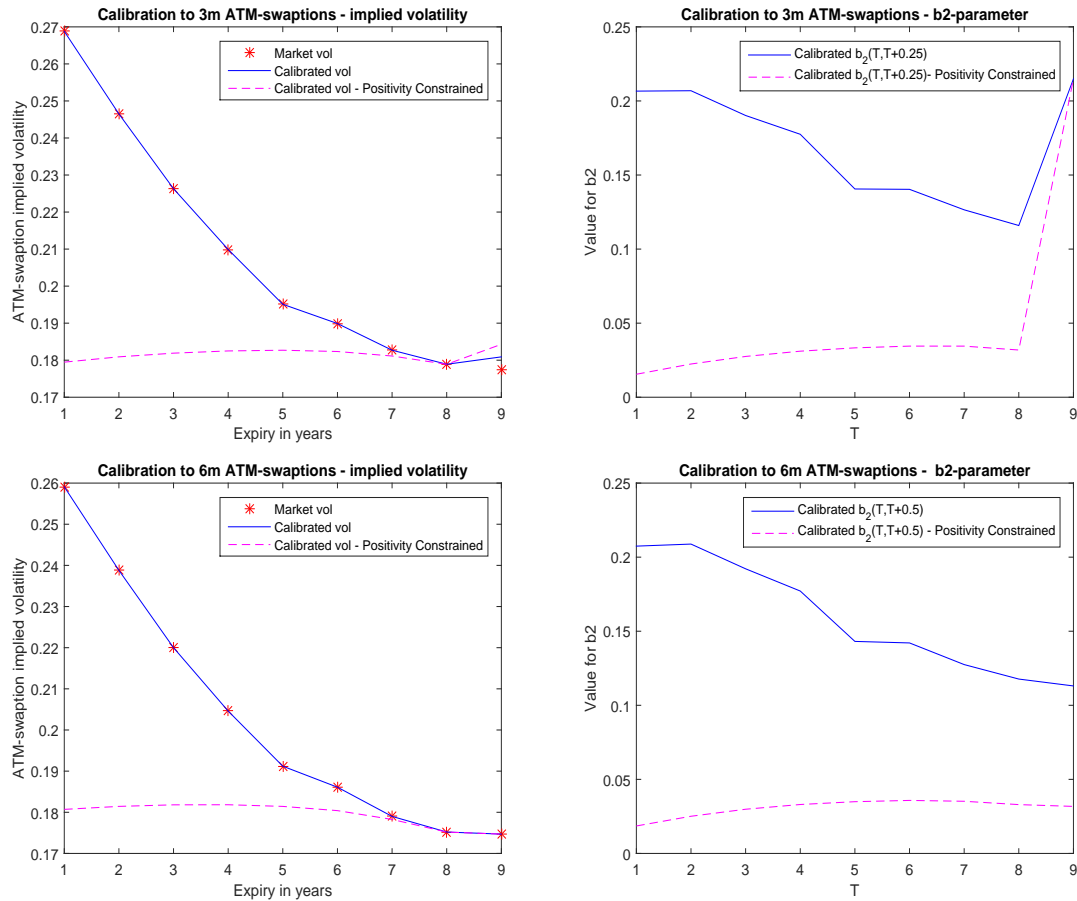 Calibration to 3m ATM-swaptions - implied volatility
ATM-swaption implied volatility
0.27
0.26
0.25
0.24
0.23
0.22
0.21
0.2
0.19
0.18
0.17
Market vol
Calibrated vol
Calibrated vol - Positivity Constrained
1 2 3 4 5 6 7 8 9
Expiry in years
Calibration to 3m ATM-swaptions - b2-parameter
Value for b2
0.25
0.2
0.15
0.1
0.05
0
Calibrated b_2(T,T+0.25)
Calibrated b_2(T,T+0.25)- Positivity Constrained
1 2 3 4 5 6 7 8 9
T
Calibration to 6m ATM-swaptions - implied volatility
ATM-swaption implied volatility
0.26
0.25
0.24
0.23
0.22
0.21
0.2
0.19
0.18
0.17
Market vol
Calibrated vol
Calibrated vol - Positivity Constrained
1 2 3 4 5 6 7 8 9
Expiry in years
Calibration to 6m ATM-swaptions - b2-parameter
Value for b2
0.25
0.2
0.15
0.1
0.05
0
Calibrated b_2(T,T+0.5)
Calibrated b_2(T,T+0.5) - Positivity Constrained
1 2 3 4 5 6 7 8 9
T